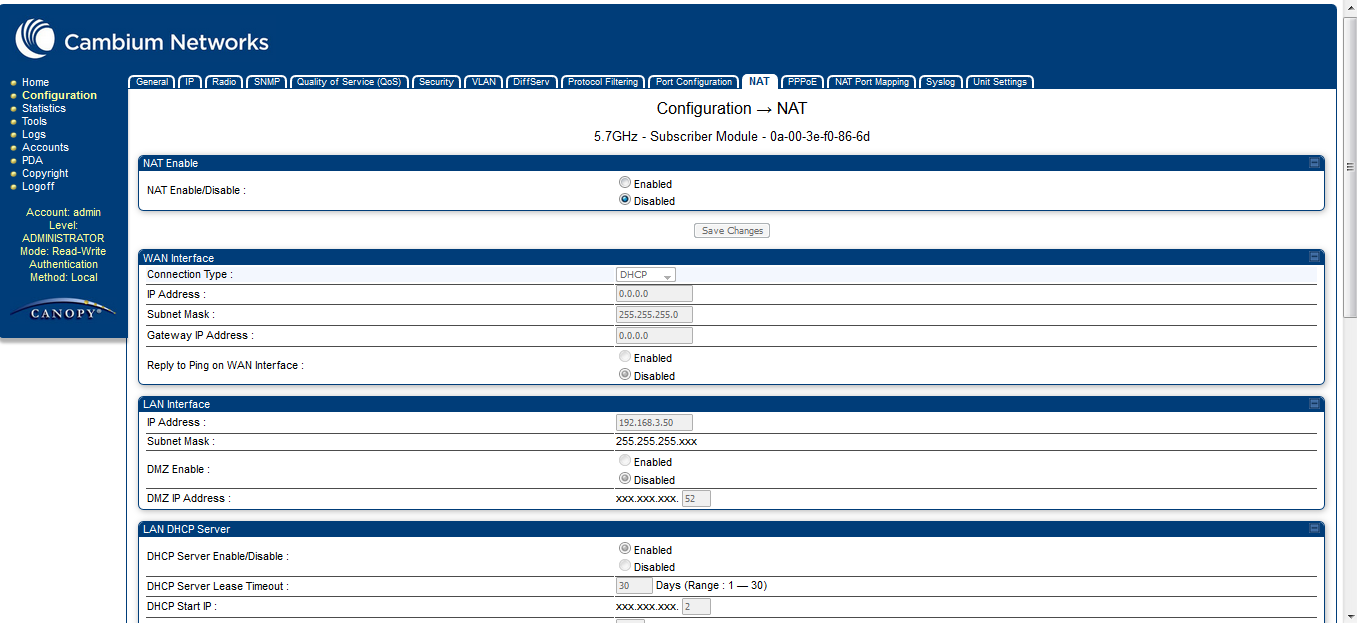 Cambium Networks
Home
Configuration
Statistics
Tools
Logs
Accounts
PDA
Copyright
Logoff
Account: admin
Level:
ADMINISTRATOR
Mode: Read-Write
Authentication
Method: Local
CANOPY®
General IP Radio SNMP Quality of Service (QoS) Security VLAN DiffServ Protocol Filtering Port Configuration NAT PPPoE NAT Port Mapping Syslog Unit Settings
Configuration → NAT
5.7GHz - Subscriber Module - 0a-00-3e-f0-86-6d
NAT Enable
NAT Enable/Disable :
Enabled
Disabled
Save Changes
WAN Interface
Connection Type : DHCP
IP Address : 0.0.0.0
Subnet Mask : 255.255.255.0
Gateway IP Address : 0.0.0.0
Reply to Ping on WAN Interface :
Enabled
Disabled
LAN Interface
IP Address : 192.168.3.50
Subnet Mask : 255.255.255.xxx
DMZ Enable :
Enabled
Disabled
DMZ IP Address : xxx.xxx.xxx. 52
LAN DHCP Server
DHCP Server Enable/Disable :
Enabled
Disabled
DHCP Server Lease Timeout : 30 Days (Range : 1 — 30)
DHCP Start IP : xxx.xxx.xxx. 2